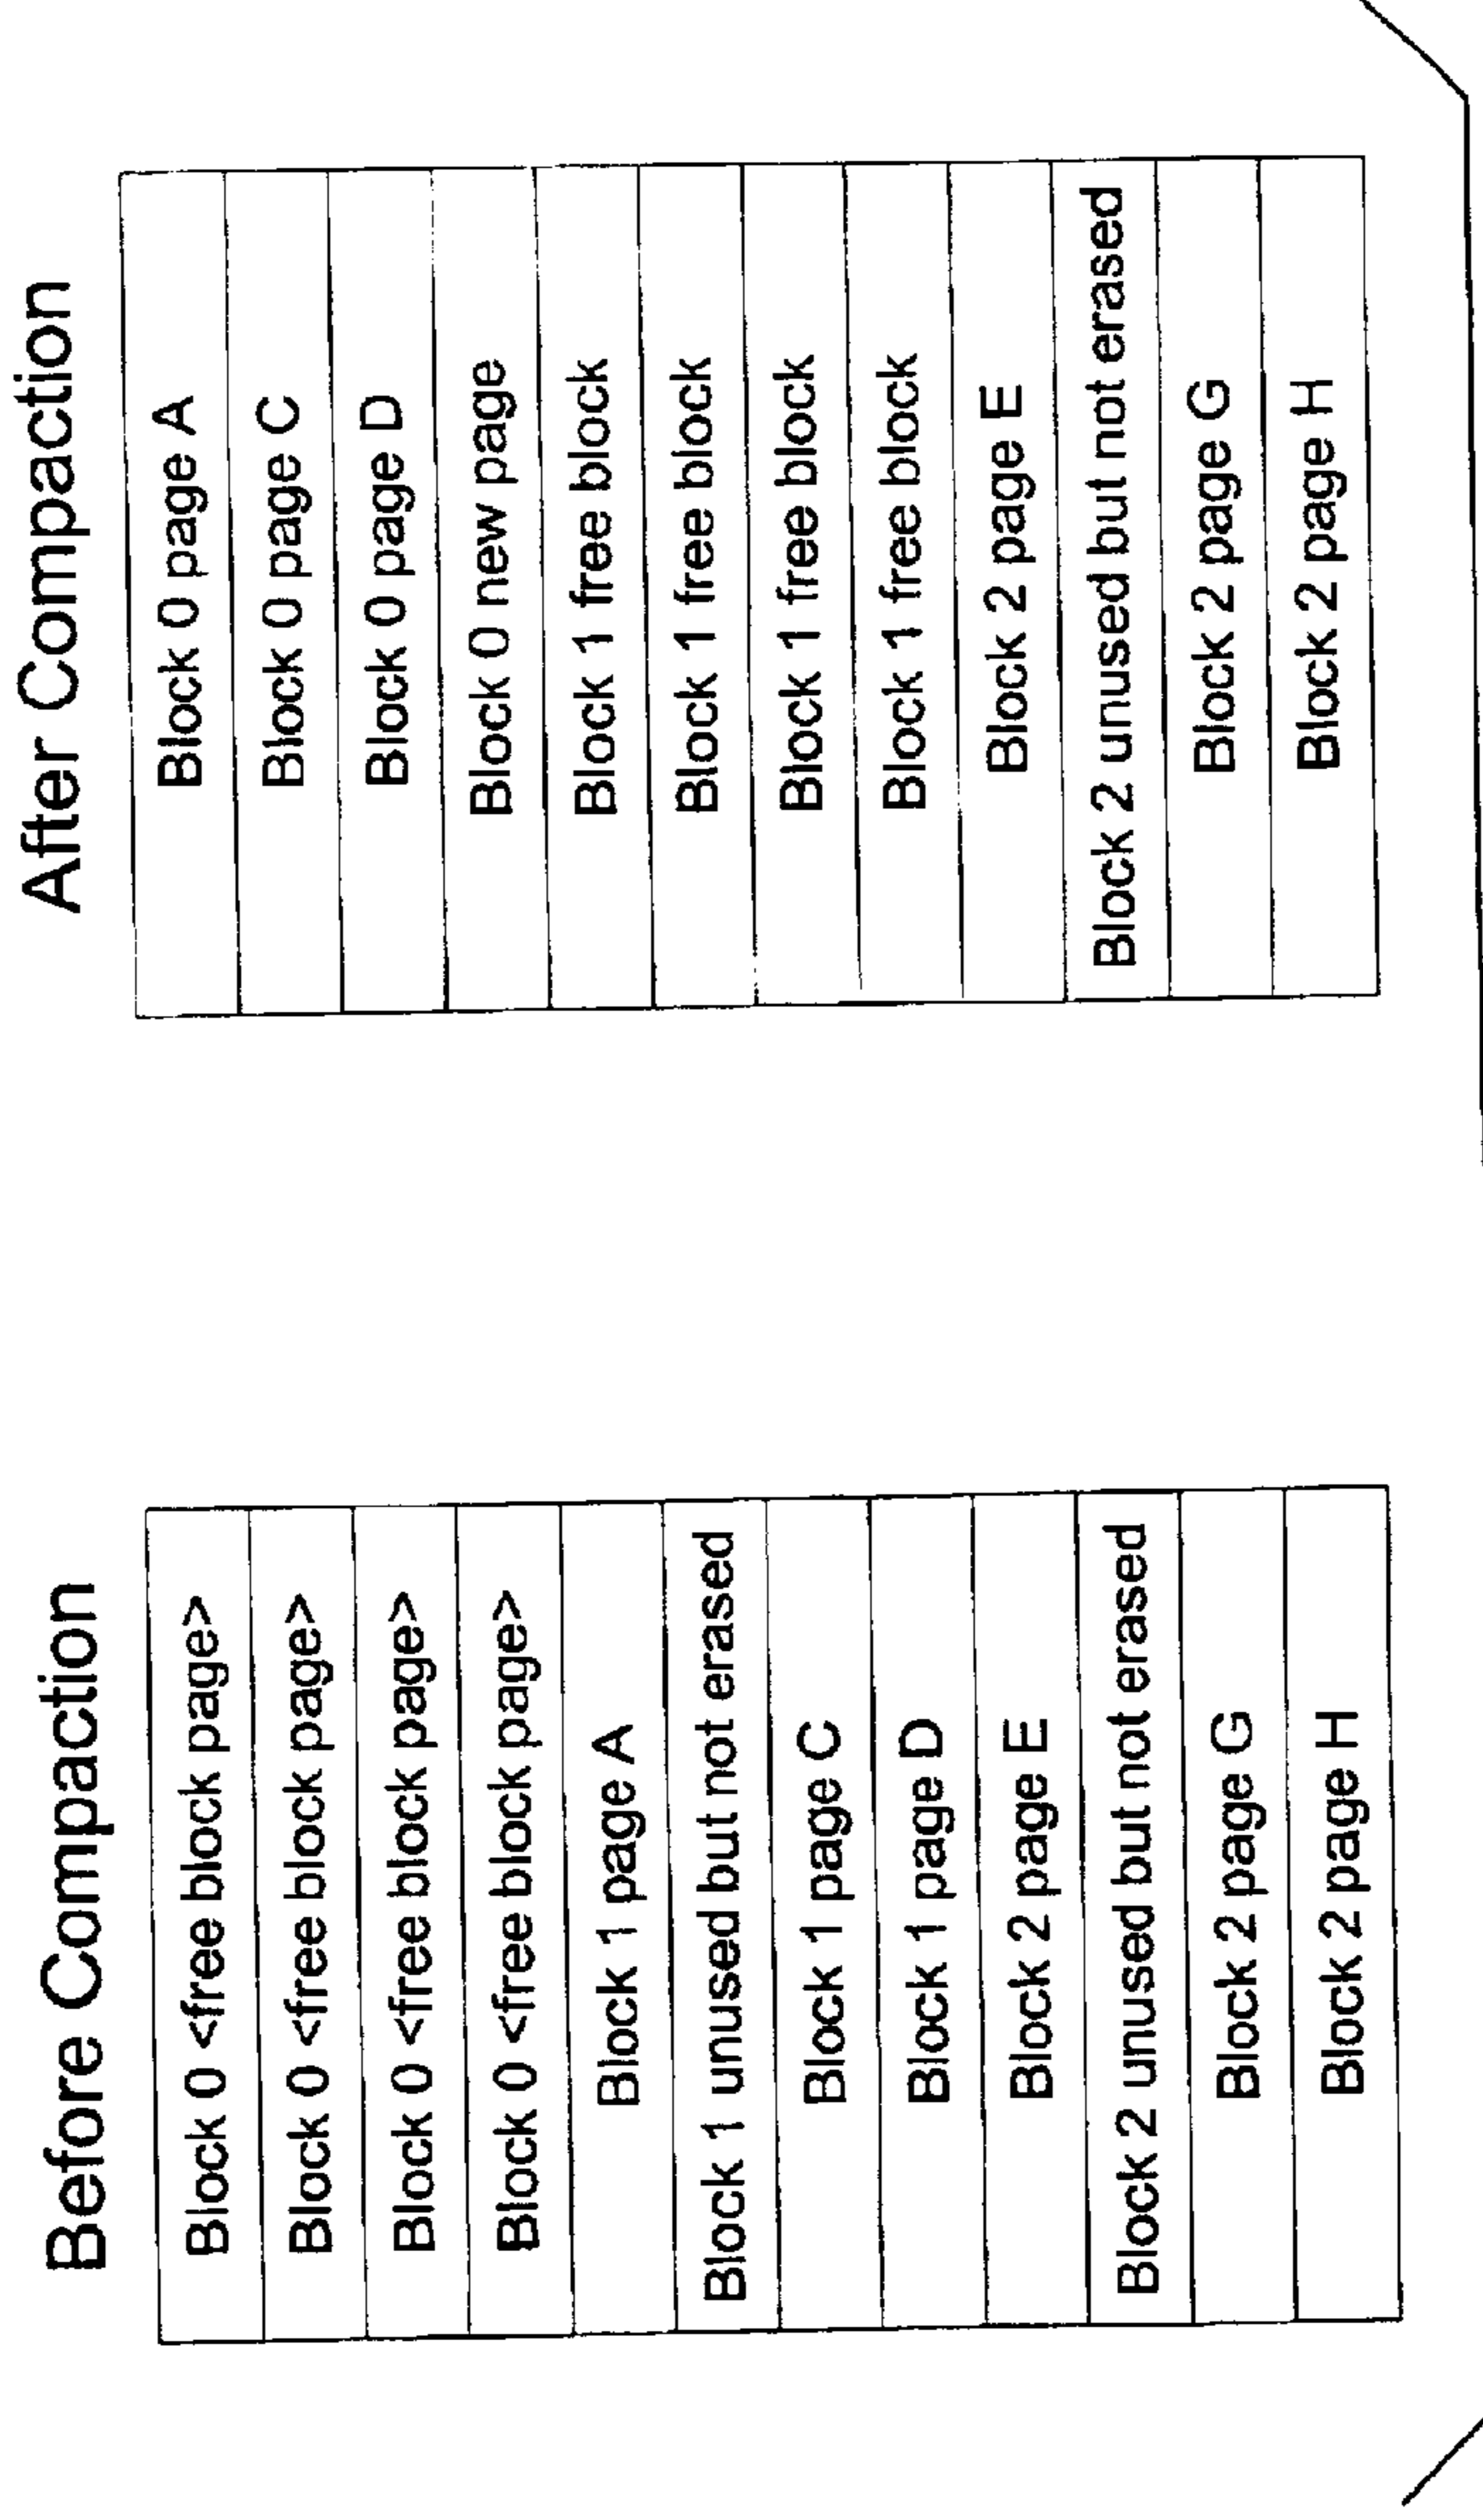 Before Compaction
Block 0 <free block page>
Block 0 <free block page>
Block 0 <free block page>
Block 0 <free block page>
Block 1 page A
Block 1 unused but not erased
Block 1 page C
Block 1 page D
Block 2 page E
Block 2 unused but not erased
Block 2 page G
Block 2 page H
After Compaction
Block 0 page A
Block 0 page C
Block 0 page D
Block 0 new page
Block 1 free block
Block 1 free block
Block 1 free block
Block 1 free block
Block 2 page E
Block 2 unused but not erased
Block 2 page G
Block 2 page H